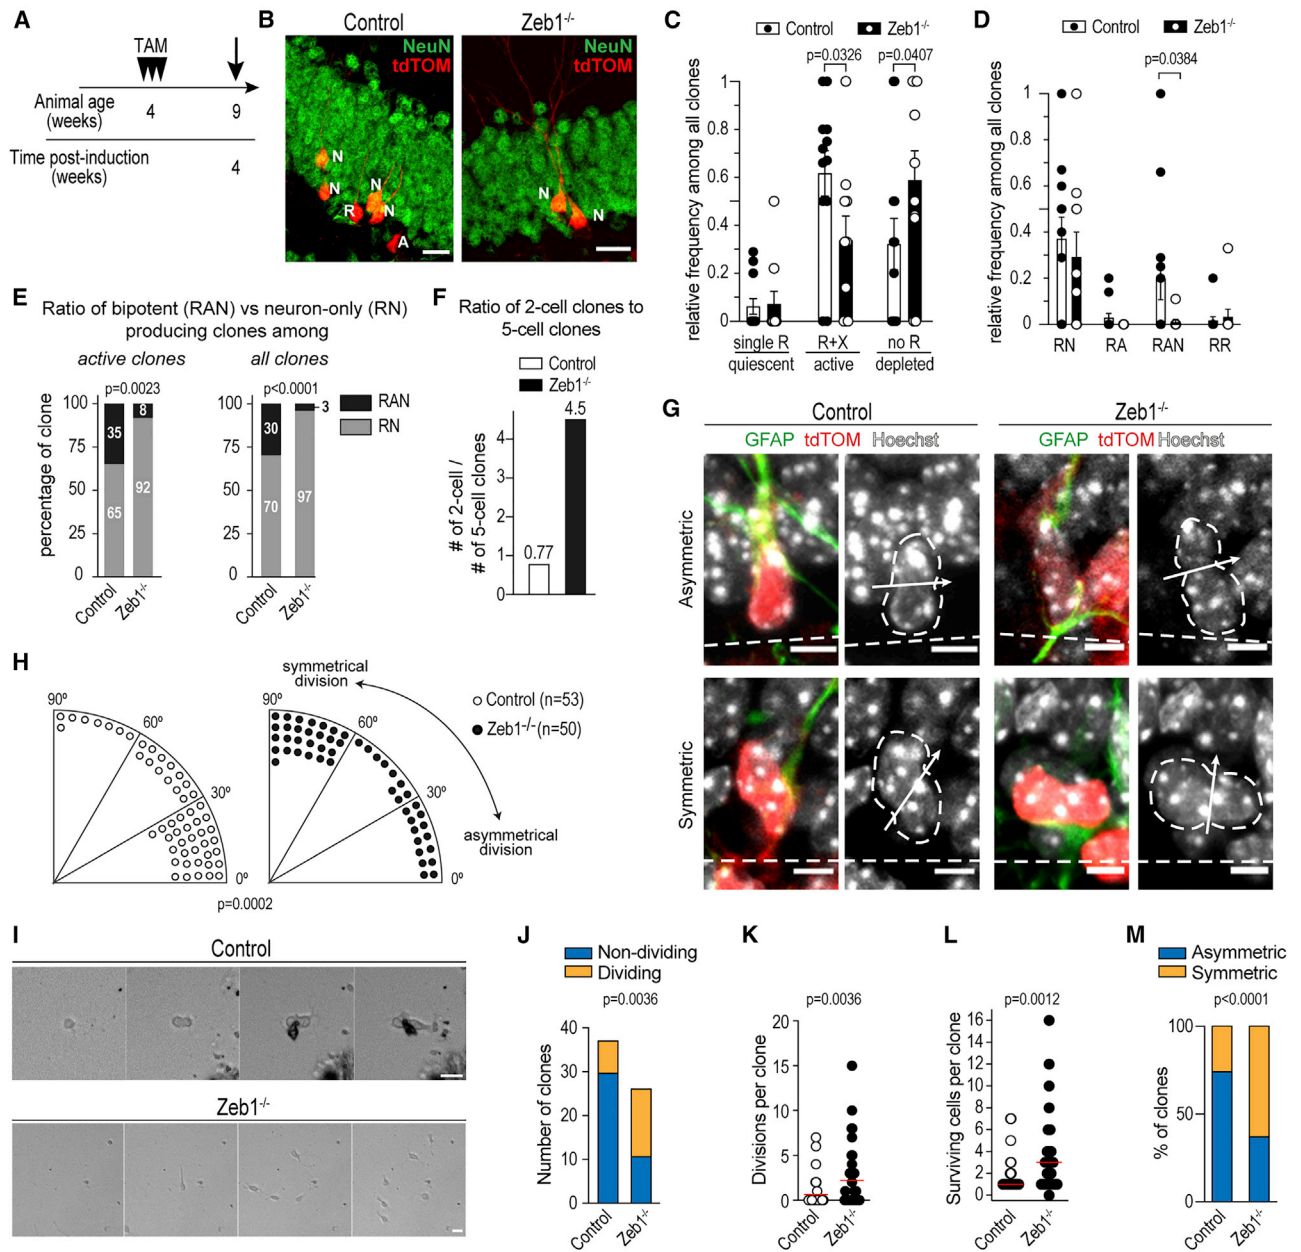 A
TAM
Animal age
(weeks)
4
9
Time post-induction
(weeks)
4
B
Control
Zeb1-/-
NeuN
tdTOM
NeuN
tdTOM
N
N
N
R
N
A
N
N
C
Control
Zeb1-/-
p=0.0326
p=0.0407
relative frequency among all clones
1
0.8
0.6
0.4
0.2
0
single R
R+X
no R
quiescent
active
depleted
D
Control
Zeb1-/-
p=0.0384
relative frequency among all clones
1
0.8
0.6
0.4
0.2
0
RN
RA
RAN
RR
E
Ratio of bipotent (RAN) vs neuron-only (RN)
producing clones among
active clones
all clones
p=0.0023
p<0.0001
percentage of clone
100
75
50
25
0
35
65
8
92
Control
Zeb1-/-
100
75
50
25
0
30
70
3
97
Control
Zeb1-/-
RAN
RN
F
Ratio of 2-cell clones to
5-cell clones
Control
Zeb1-/-
# of 2-cell /
# of 5-cell clones
4
3
2
1
0
0.77
4.5
G
Control
Zeb1-/-
GFAP tdTOM Hoechst
GFAP tdTOM Hoechst
Asymmetric
Symmetric
H
symmetrical
division
Control (n=53)
Zeb1-/- (n=50)
asymmetrical
division
90º
60º
30º
0º
90º
60º
30º
0º
p=0.0002
I
Control
Zeb1-/-
J
Non-dividing
Dividing
p=0.0036
Number of clones
40
30
20
10
0
Control
Zeb1-/-
K
p=0.0036
Divisions per clone
20
15
10
5
0
Control
Zeb1-/-
L
p=0.0012
Surviving cells per clone
16
14
12
10
8
6
4
2
0
Control
Zeb1-/-
M
Asymmetric
Symmetric
p<0.0001
% of clones
100
50
0
Control
Zeb1-/-